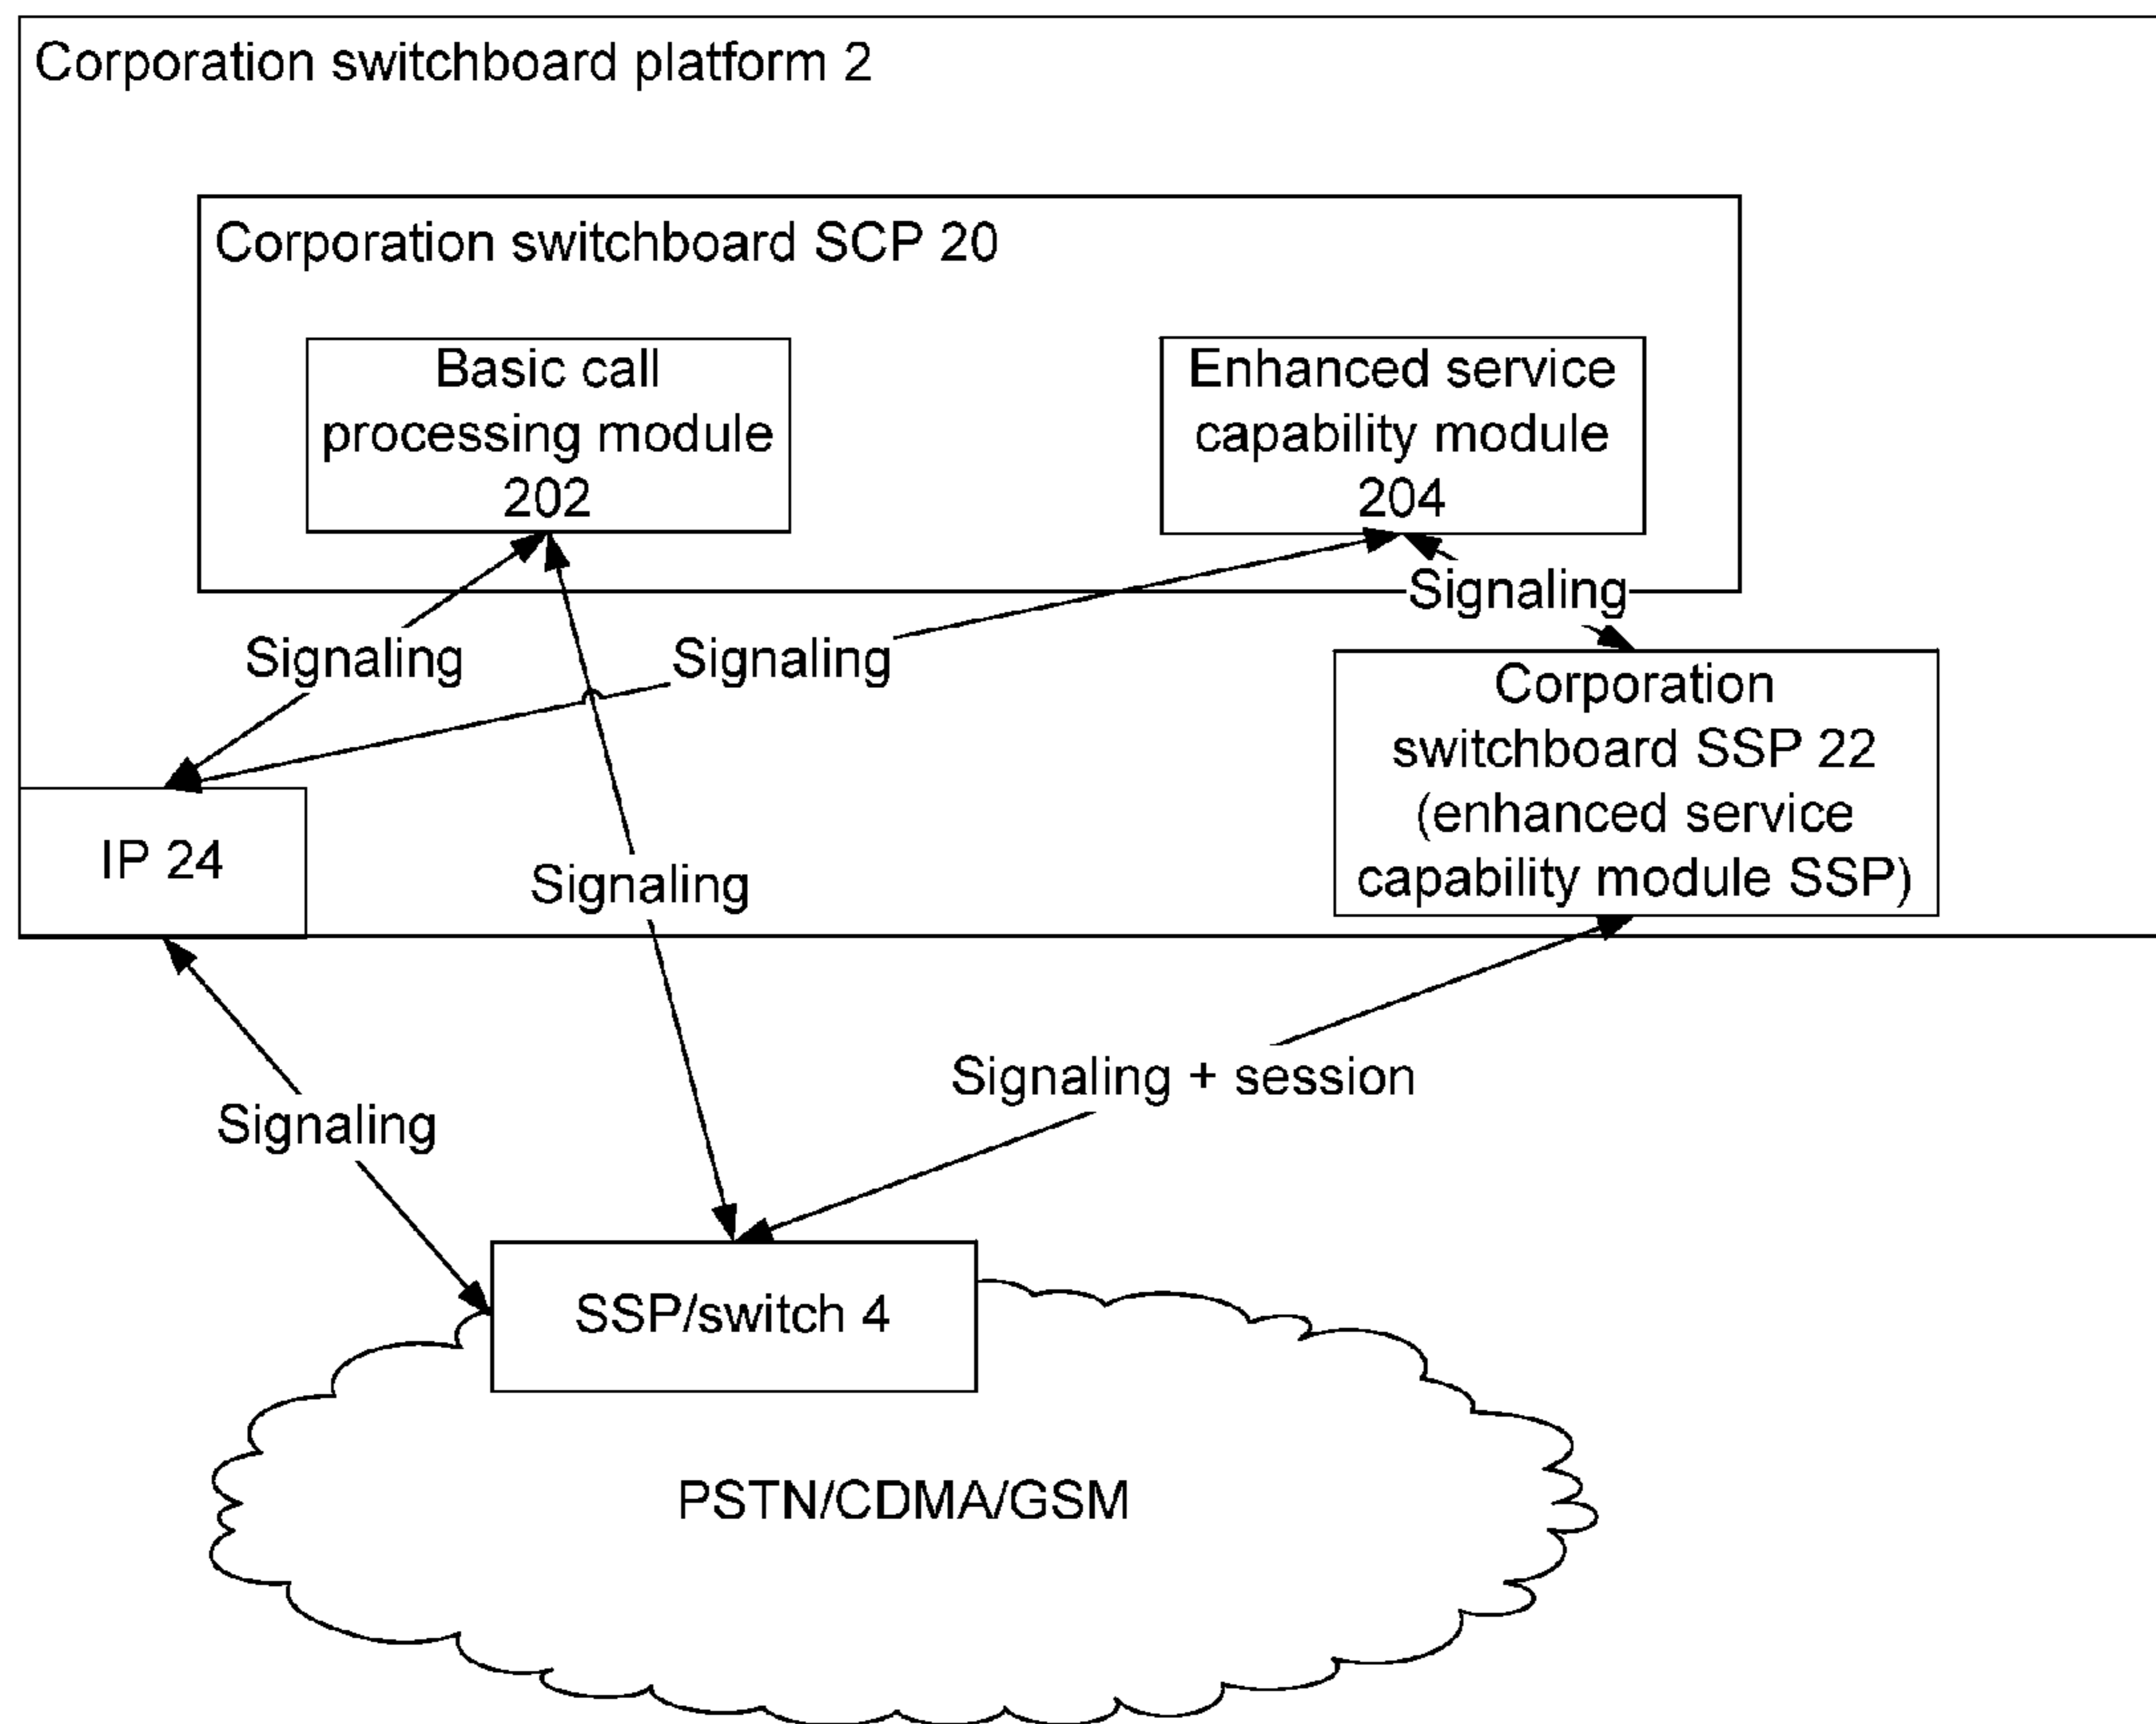 Corporation switchboard platform 2
Corporation switchboard SCP 20
Basic call
processing module
202
Enhanced service
capability module
204
Signaling
Signaling
Signaling
Corporation
switchboard SSP 22
(enhanced service
capability module SSP)
IP 24
Signaling
Signaling + session
Signaling
SSP/switch 4
PSTN/CDMA/GSM